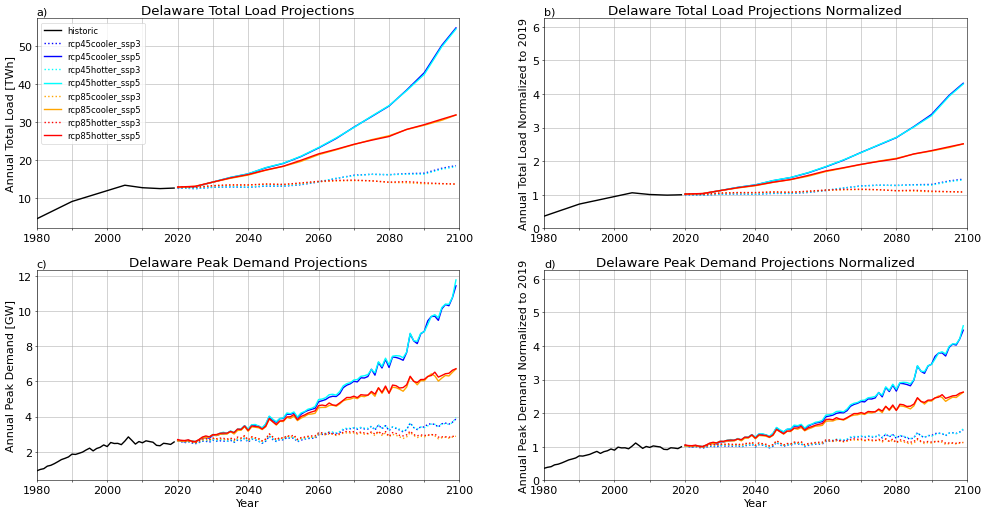 a)
Delaware Total Load Projections
Annual Total Load [TWh]
50
40
30
20
10
historic
rcp45cooler_ssp3
rcp45cooler_ssp5
rcp45hotter_ssp3
rcp45hotter_ssp5
rcp85cooler_ssp3
rcp85cooler_ssp5
rcp85hotter_ssp3
rcp85hotter_ssp5
1980 2000 2020 2040 2060 2080 2100
b)
Delaware Total Load Projections Normalized
Annual Total Load Normalized to 2019
6
5
4
3
2
1
0
1980 2000 2020 2040 2060 2080 2100
c)
Delaware Peak Demand Projections
Annual Peak Demand [GW]
12
10
8
6
4
2
1980 2000 2020 2040 2060 2080 2100
Year
d)
Delaware Peak Demand Projections Normalized
Annual Peak Demand Normalized to 2019
6
5
4
3
2
1
0
1980 2000 2020 2040 2060 2080 2100
Year